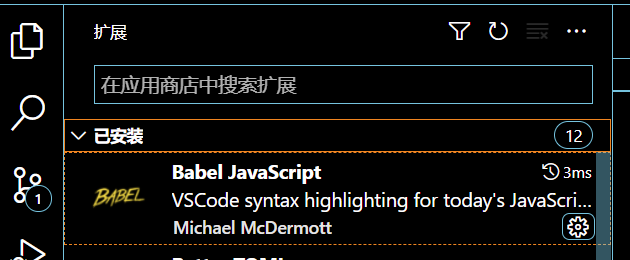 扩展
在应用商店中搜索扩展
已安装 12
Babel JavaScript 3ms
BABEL
VSCode syntax highlighting for today's JavaScri...
Michael McDermott
1